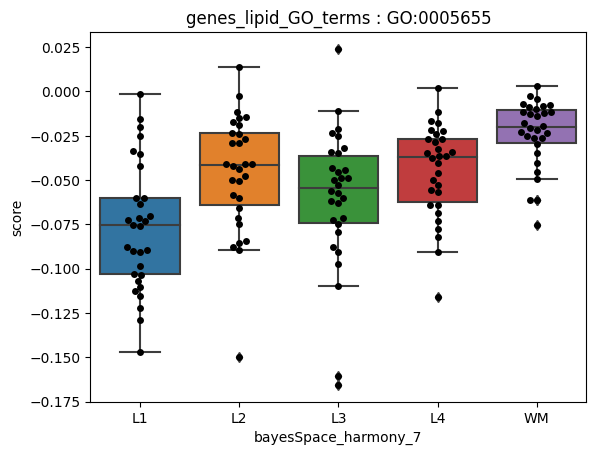 genes_lipid_GO_terms : GO:0005655
0.025
0.000
−0.025
−0.050
−0.075
−0.100
−0.125
−0.150
−0.175
score
L1 L2 L3 L4 WM
bayesSpace_harmony_7